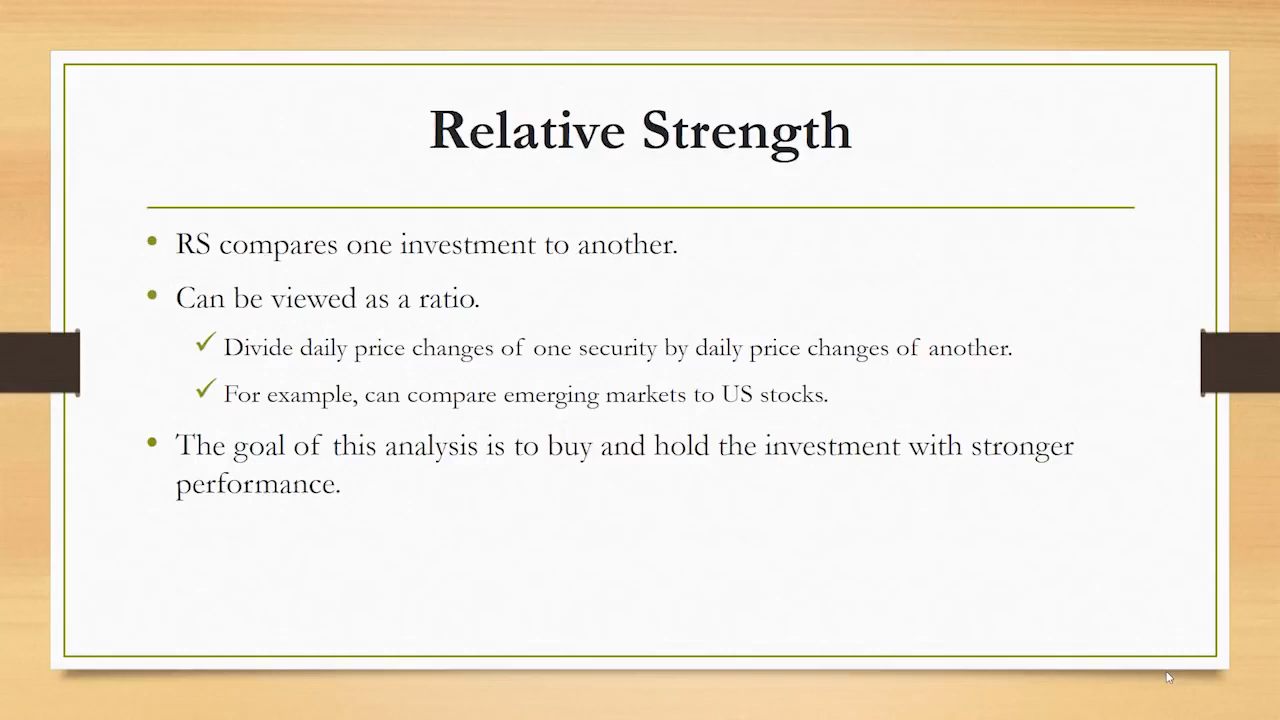 Relative Strength
• RS compares one investment to another.
• Can be viewed as a ratio.
✓ Divide daily price changes of one security by daily price changes of another.
✓ For example, can compare emerging markets to US stocks.
• The goal of this analysis is to buy and hold the investment with stronger
performance.